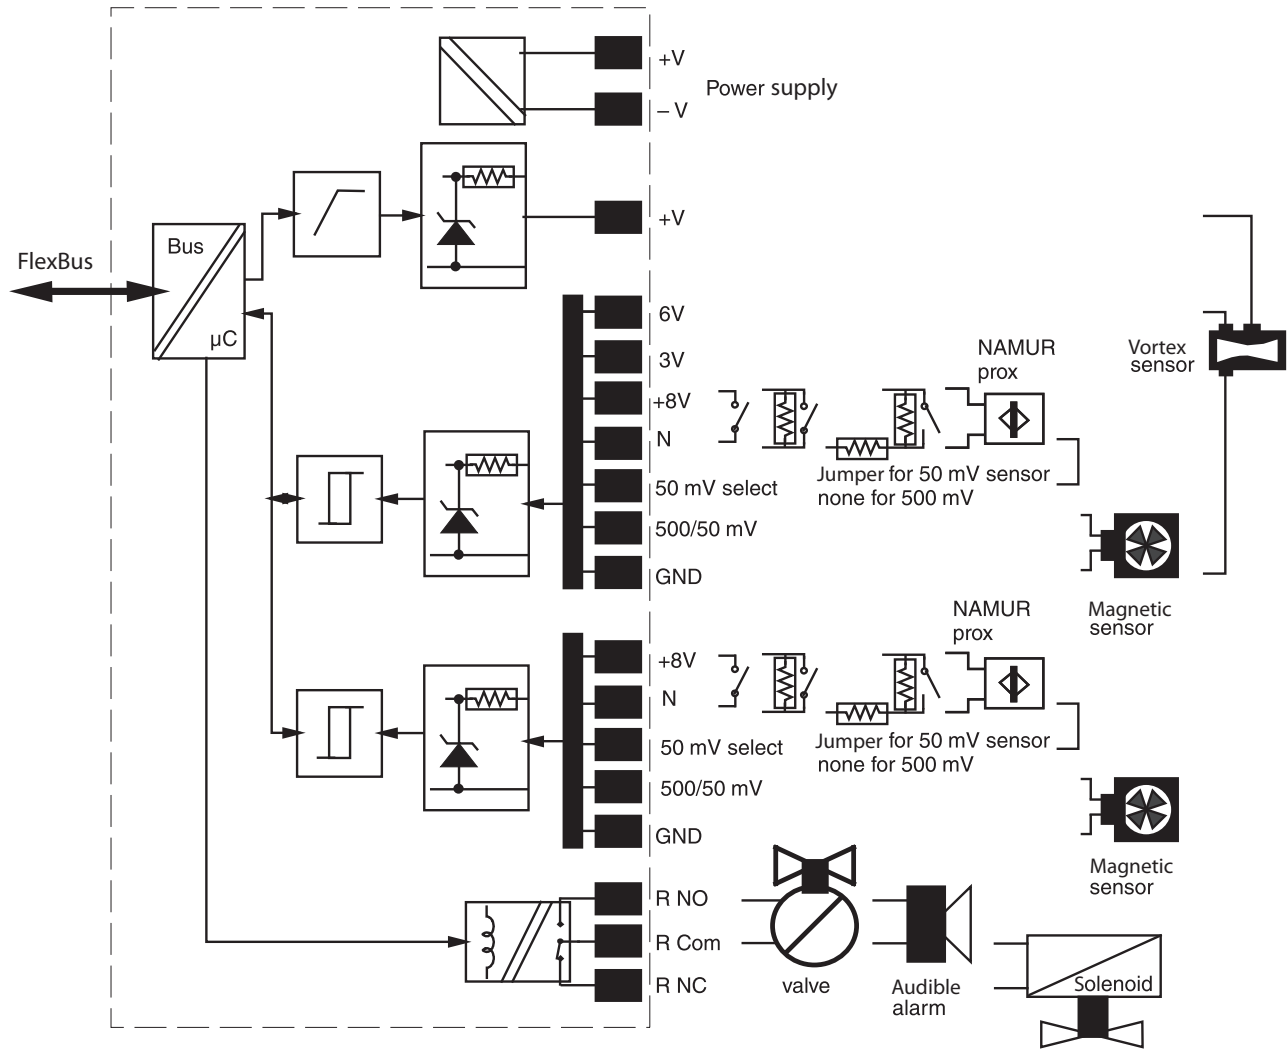 +V
– V
Power supply
+V
Bus
FlexBus
µC
6V
3V
+8V
N
50 mV select
500/50 mV
GND
NAMUR
prox
Vortex
sensor
Jumper for 50 mV sensor
none for 500 mV
Magnetic
sensor
+8V
N
50 mV select
500/50 mV
GND
NAMUR
prox
Jumper for 50 mV sensor
none for 500 mV
Magnetic
sensor
R NO
R Com
R NC
valve
Audible
alarm
Solenoid